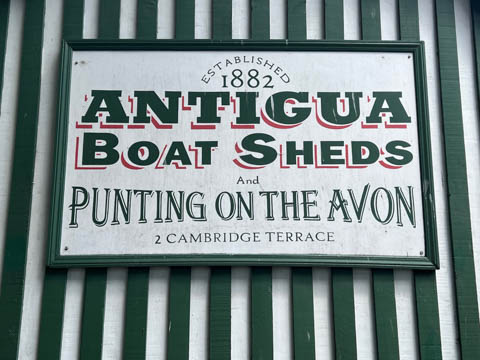 ESTABLISHED
1882
ANTIGUA
BOAT SHEDS
And
PUNTING ON THE AVON
2 CAMBRIDGE TERRACE